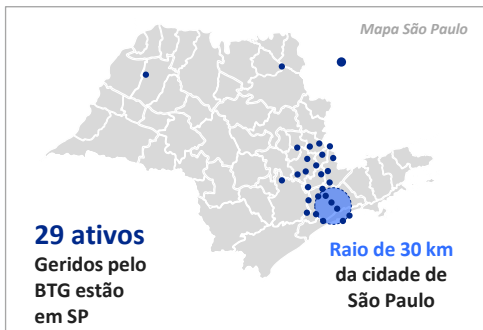 Mapa São Paulo
29 ativos
Geridos pelo
BTG estão
em SP
Raio de 30 km
da cidade de
São Paulo